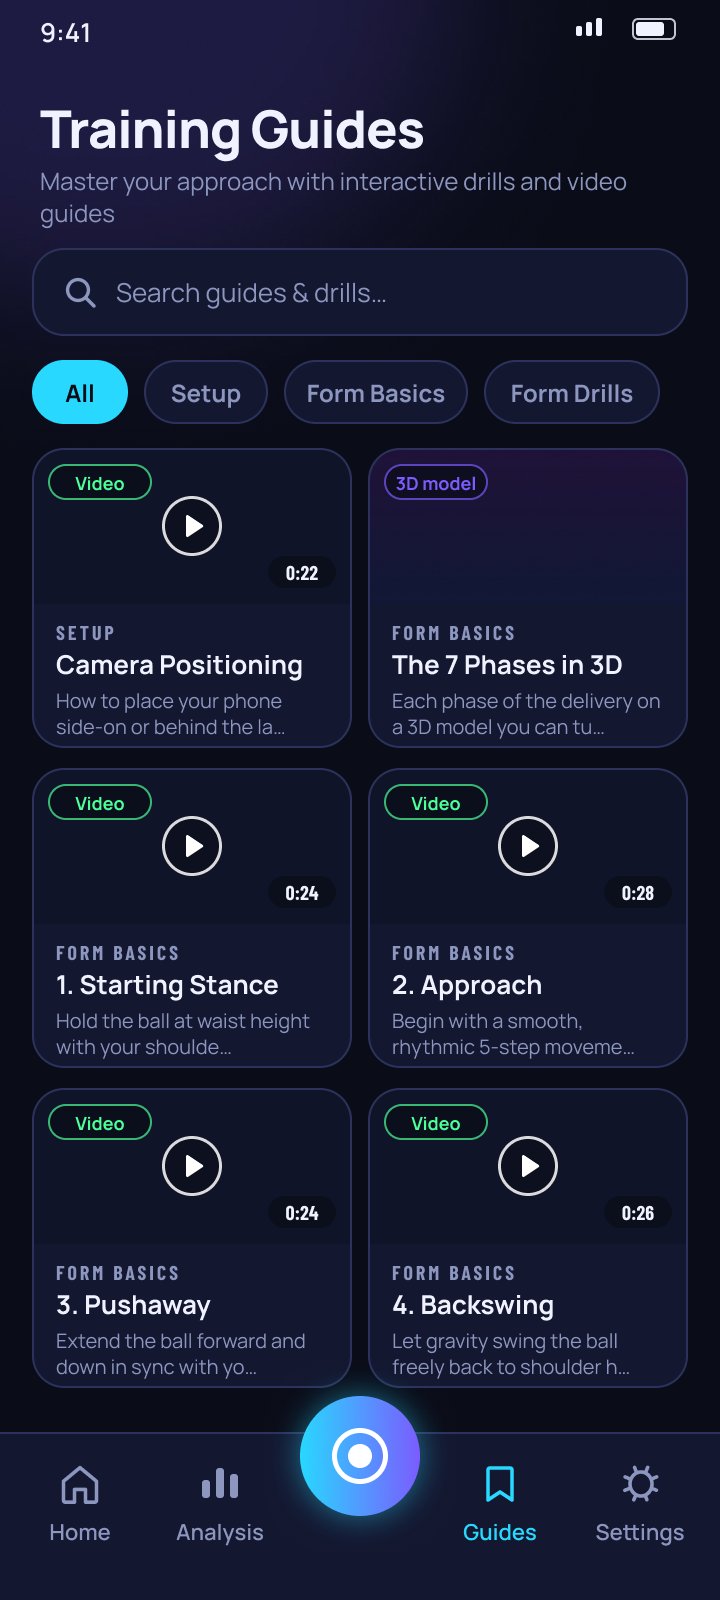 9:41
Training Guides
Master your approach with interactive drills and video
guides
Search guides & drills...
All
Setup
Form Basics
Form Drills
Video
0:22
SETUP
Camera Positioning
How to place your phone
side-on or behind the la...
3D model
FORM BASICS
The 7 Phases in 3D
Each phase of the delivery on
a 3D model you can tu...
Video
0:24
FORM BASICS
1. Starting Stance
Hold the ball at waist height
with your shoulde...
Video
0:28
FORM BASICS
2. Approach
Begin with a smooth,
rhythmic 5-step moveme...
Video
0:24
FORM BASICS
3. Pushaway
Extend the ball forward and
down in sync with yo...
Video
0:26
FORM BASICS
4. Backswing
Let gravity swing the ball
freely back to shoulder h...
Home
Analysis
Guides
Settings